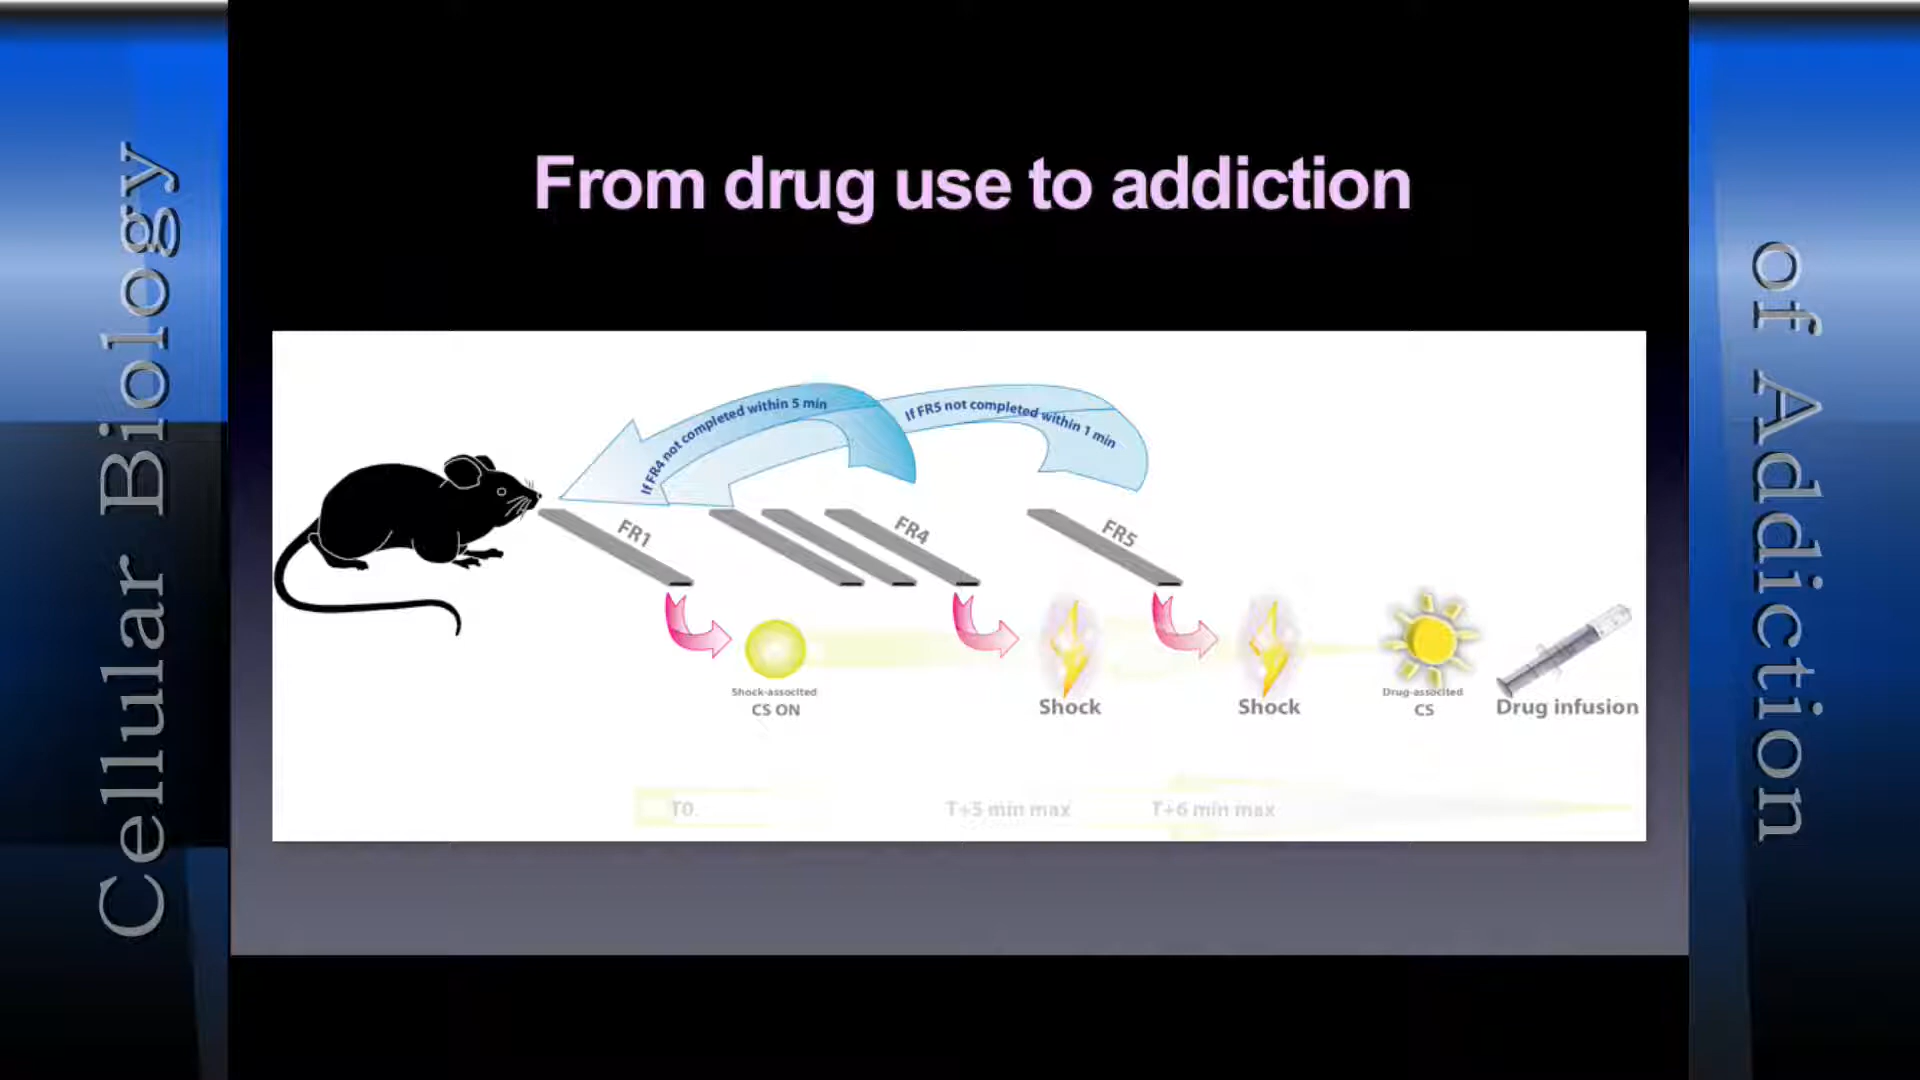 Cellular Biology
of Addiction
From drug use to addiction
If FR4 not completed within 5 min
If FR5 not completed within 1 min
FR1
FR4
FR5
Shock-associted
CS ON
Shock
Shock
Drug-associted
CS
Drug infusion
T0
T+5 min max
T+6 min max